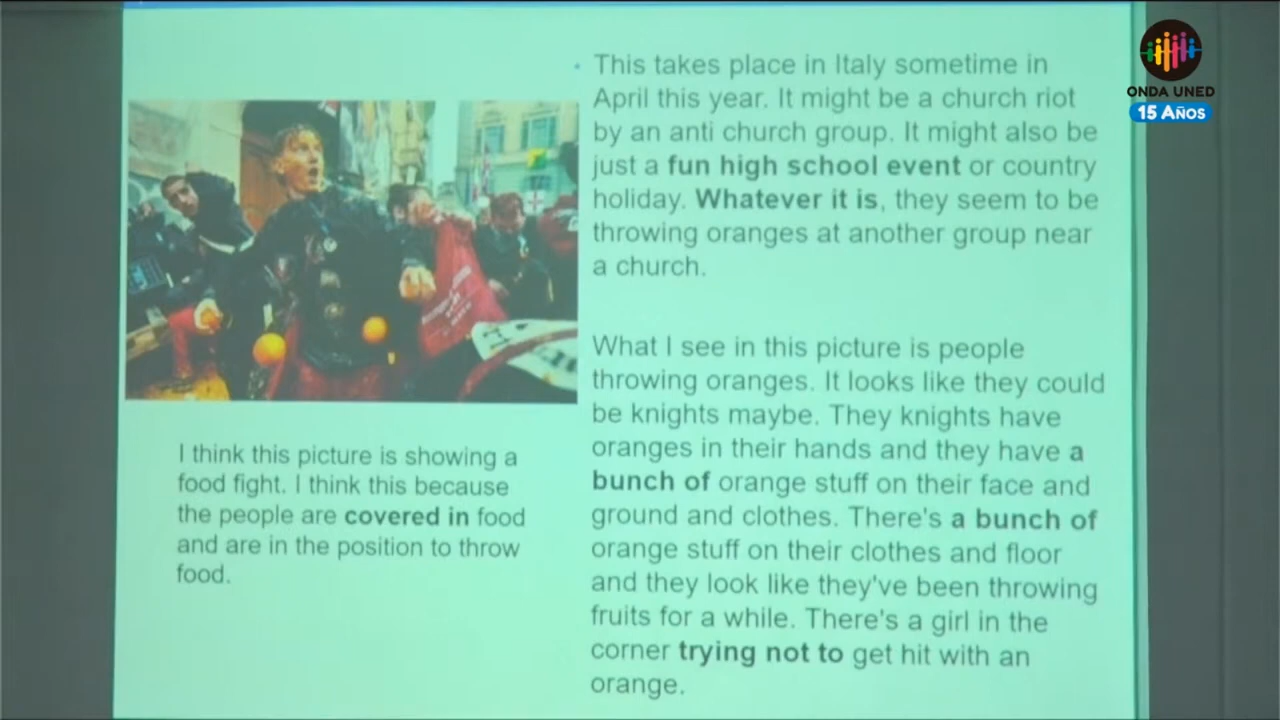 This takes place in Italy sometime in
April this year. It might be a church riot
by an anti church group. It might also be
just a fun high school event or country
holiday. Whatever it is, they seem to be
throwing oranges at another group near
a church.
What I see in this picture is people
throwing oranges. It looks like they could
be knights maybe. They knights have
oranges in their hands and they have a
bunch of orange stuff on their face and
ground and clothes. There's a bunch of
orange stuff on their clothes and floor
and they look like they've been throwing
fruits for a while. There's a girl in the
corner trying not to get hit with an
orange.
I think this picture is showing a
food fight. I think this because
the people are covered in food
and are in the position to throw
food.
ONDA UNED
15 AÑOS